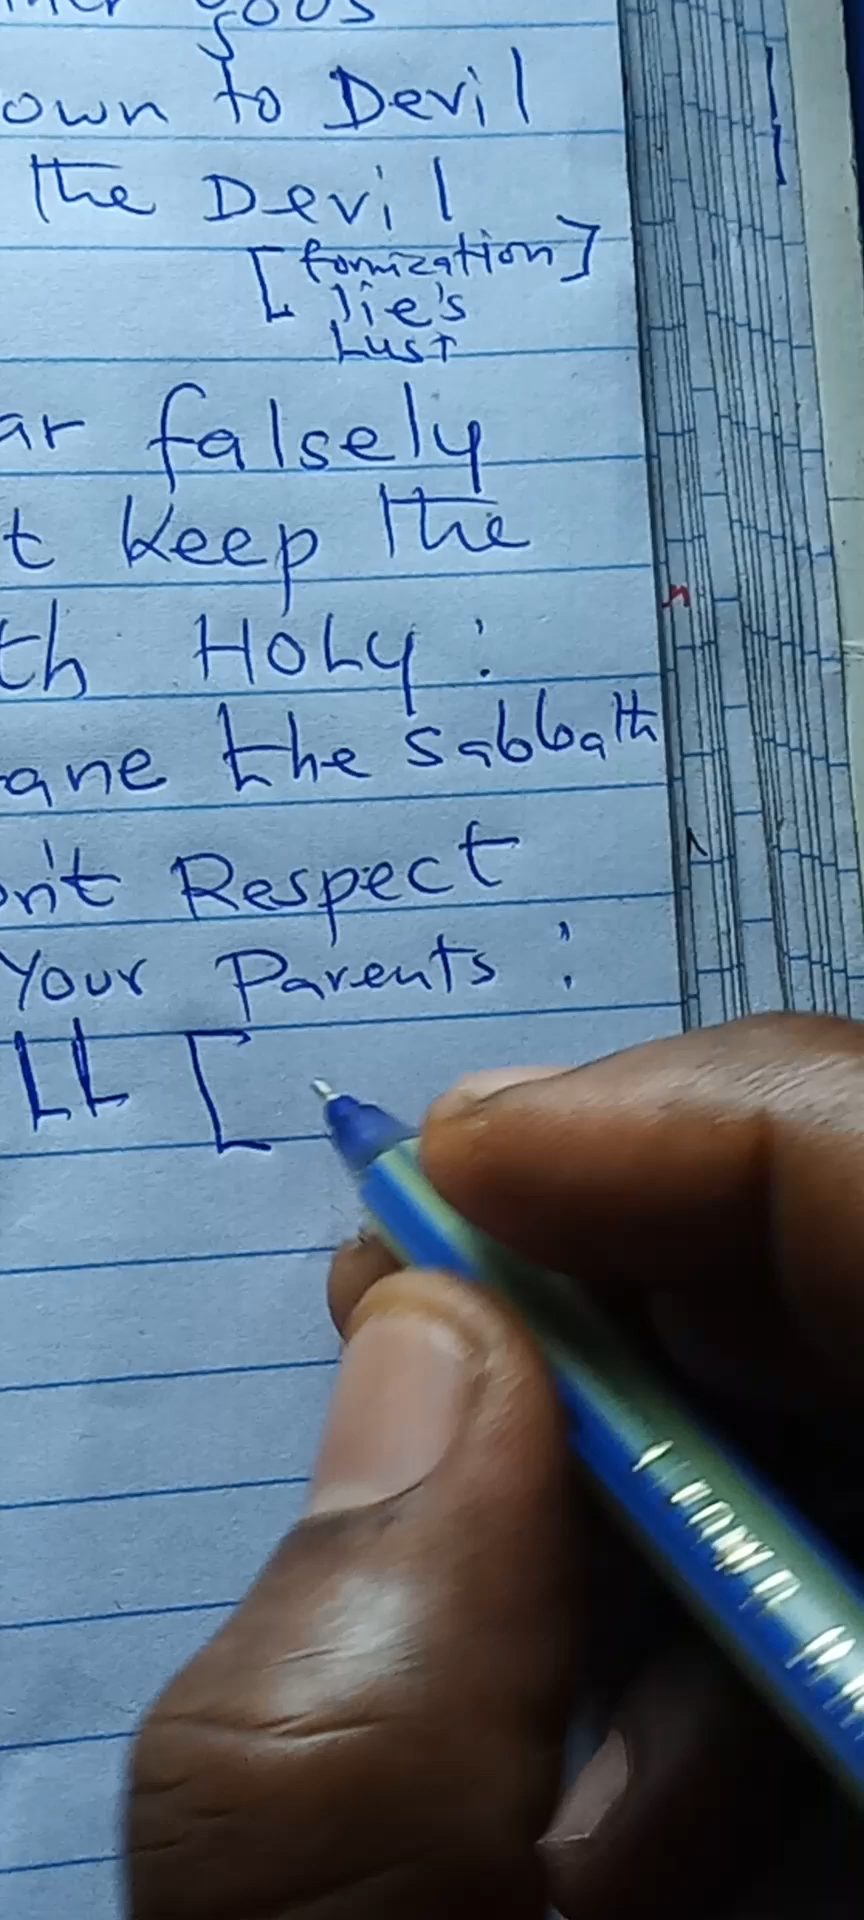 own to Devil
the Devil
[fornization]
[lie's
Lust
ar falsely
t Keep the
th HOLY :
ane the Sabbath
on't Respect
Your Parents :
LL [